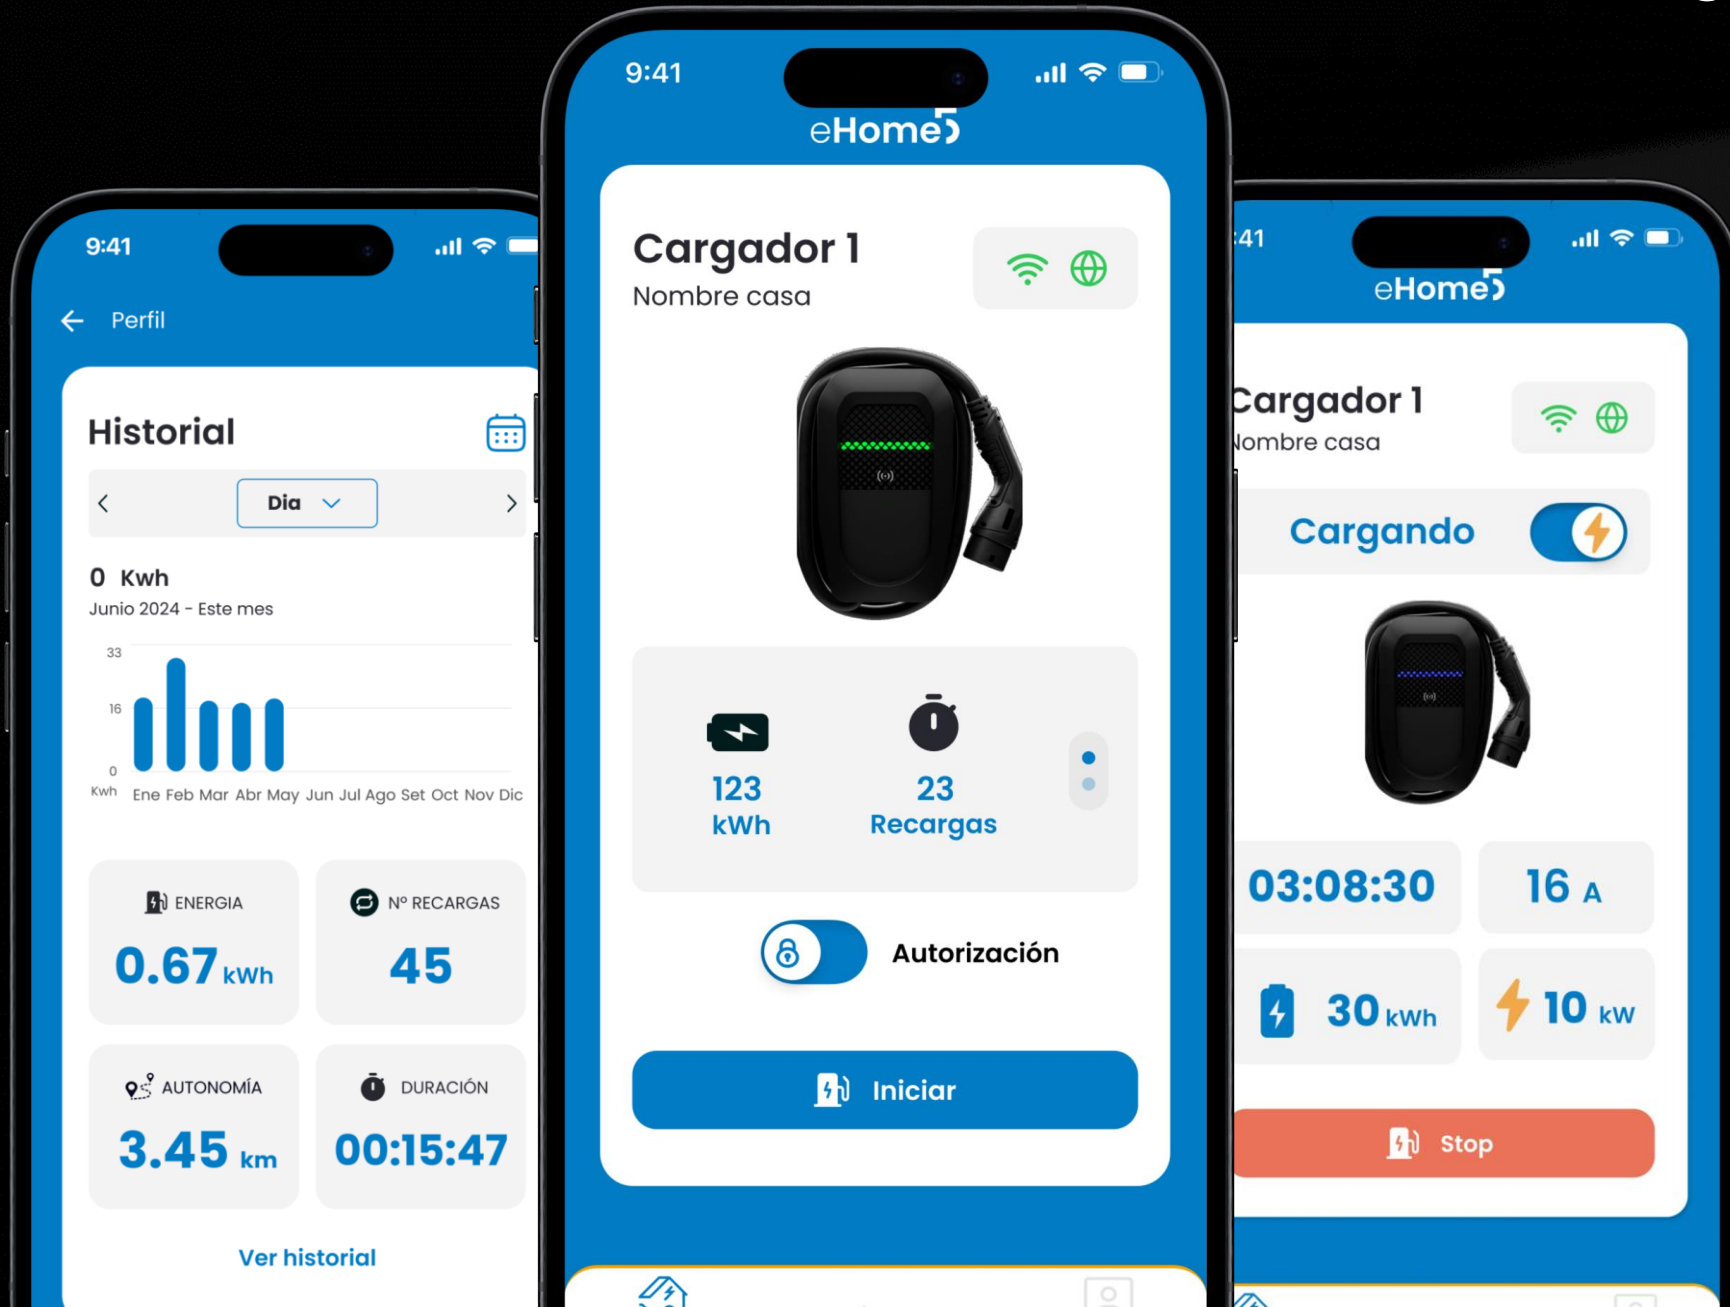 9:41
Perfil
Historial
Dia
0 Kwh
Junio 2024 - Este mes
33
16
0
Kwh
Ene Feb Mar Abr May Jun Jul Ago Set Oct Nov Dic
ENERGIA
0.67 kWh
Nº RECARGAS
45
AUTONOMÍA
3.45 km
DURACIÓN
00:15:47
Ver historial
9:41
eHome5
Cargador 1
Nombre casa
123
kWh
23
Recargas
Autorización
Iniciar
:41
eHome5
Cargador 1
Nombre casa
Cargando
03:08:30
16 A
30 kWh
10 kW
Stop